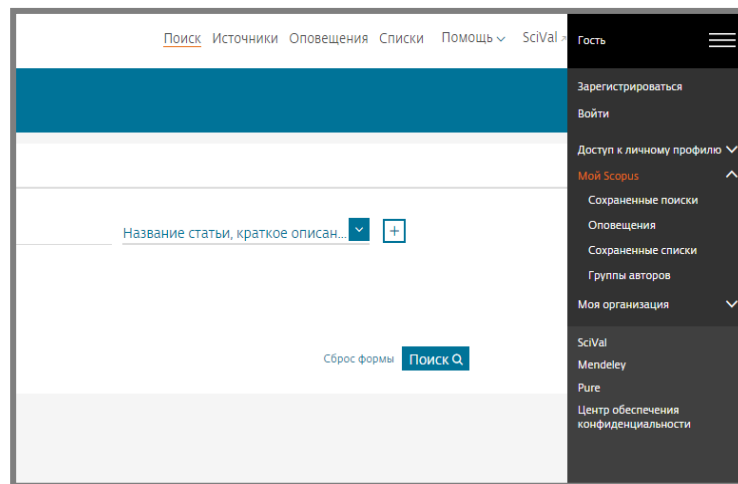 Поиск Источники Оповещения Списки Помощь SciVal
Гость
Зарегистрироваться
Войти
Доступ к личному профилю
Мой Scopus
Сохраненные поиски
Оповещения
Сохраненные списки
Группы авторов
Моя организация
SciVal
Mendeley
Pure
Центр обеспечения
конфиденциальности
Название статьи, краткое описан...
Сброс формы Поиск